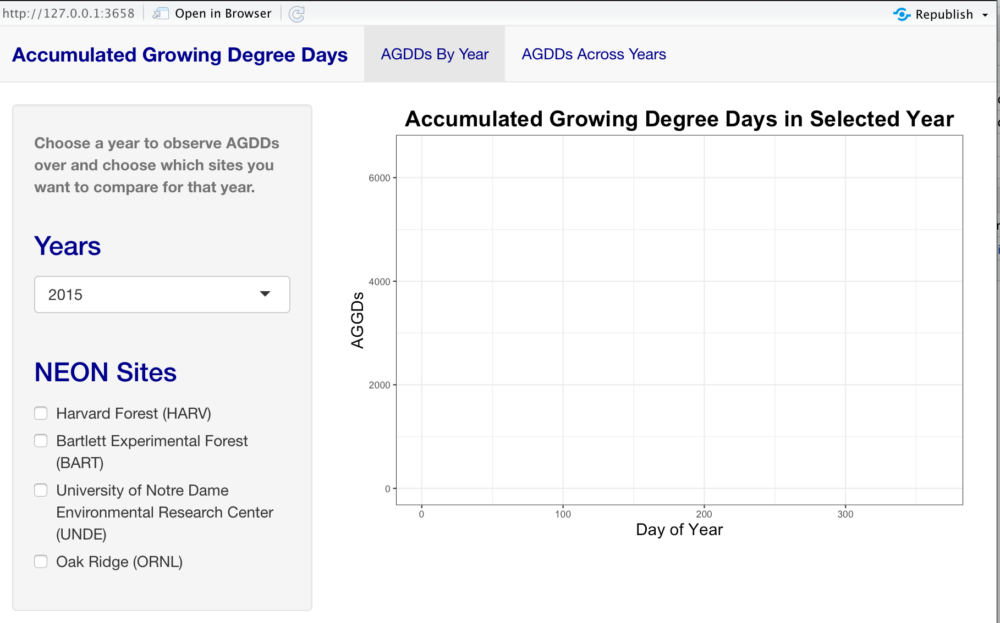 http://127.0.0.1:3658 Open in Browser Republish
Accumulated Growing Degree Days AGDDs By Year AGDDs Across Years
Choose a year to observe AGDDs
over and choose which sites you
want to compare for that year.
Years
2015
NEON Sites
Harvard Forest (HARV)
Bartlett Experimental Forest
(BART)
University of Notre Dame
Environmental Research Center
(UNDE)
Oak Ridge (ORNL)
Accumulated Growing Degree Days in Selected Year
AGGDs
6000
4000
2000
0
0 100 200 300
Day of Year